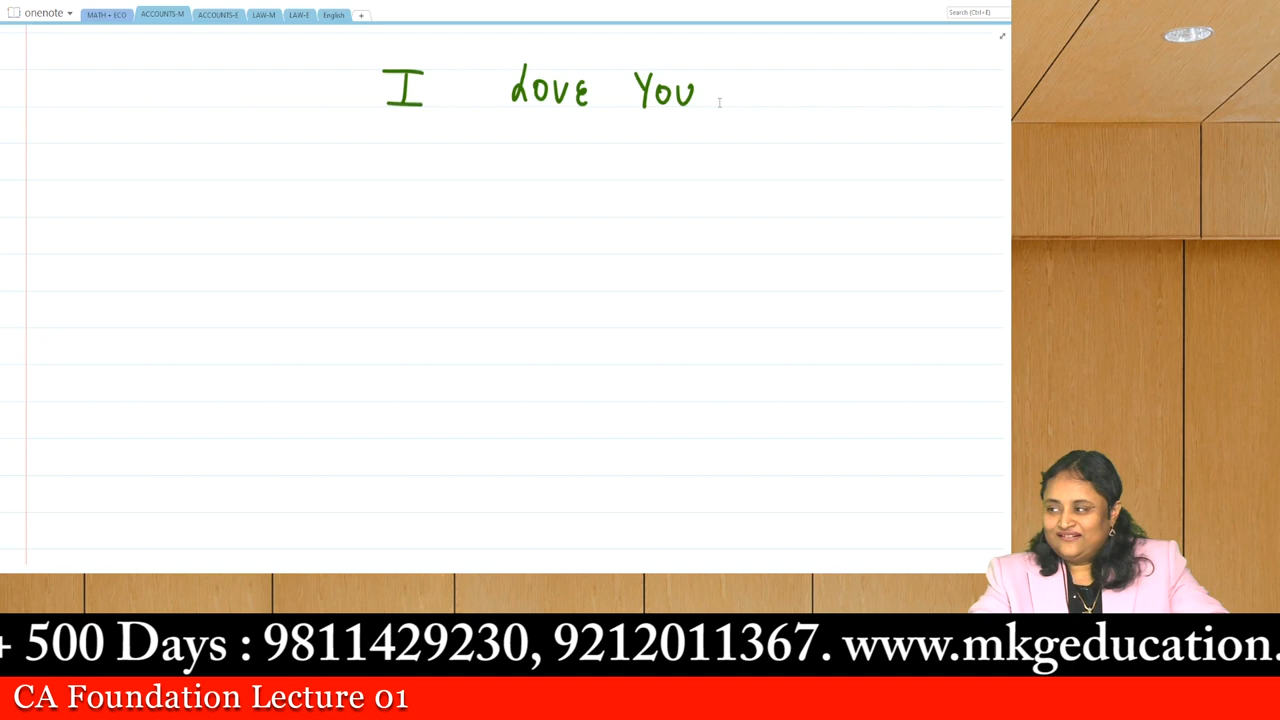 onenote MATH + ECO ACCOUNTS-M ACCOUNTS-E LAW-M LAW-E English + Search (Ctrl+E)
I Love You
+ 500 Days : 9811429230, 9212011367. www.mkgeducation.
CA Foundation Lecture 01